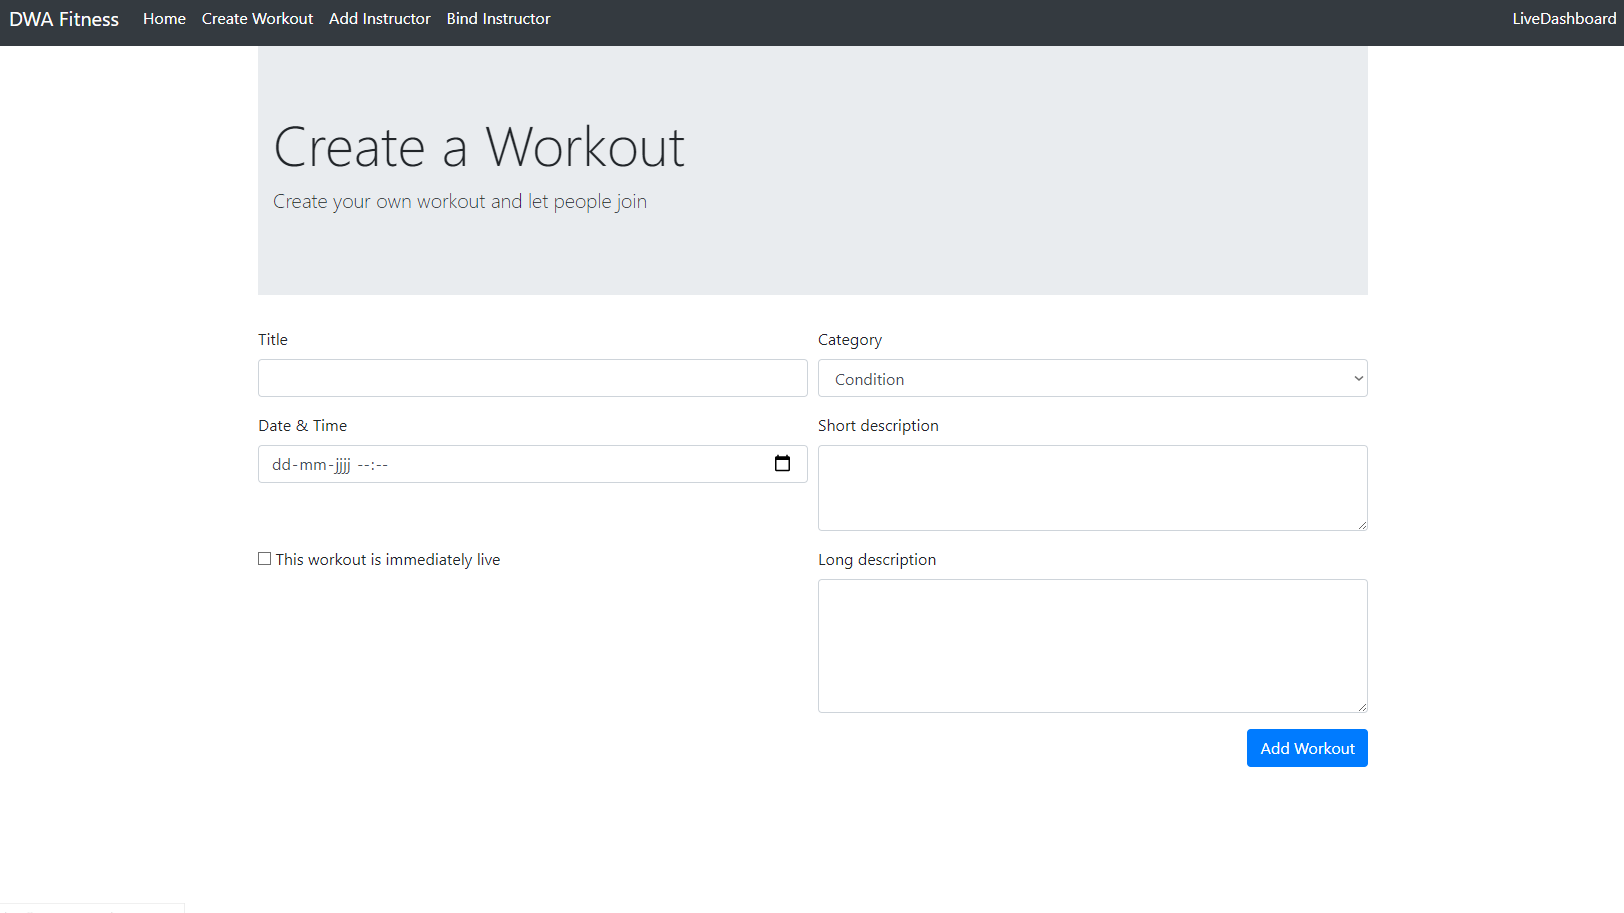 DWA Fitness Home Create Workout Add Instructor Bind Instructor LiveDashboard
Create a Workout
Create your own workout and let people join
Title Category
Condition
Date & Time Short description
dd-mm-jjjj --:--
This workout is immediately live Long description
Add Workout